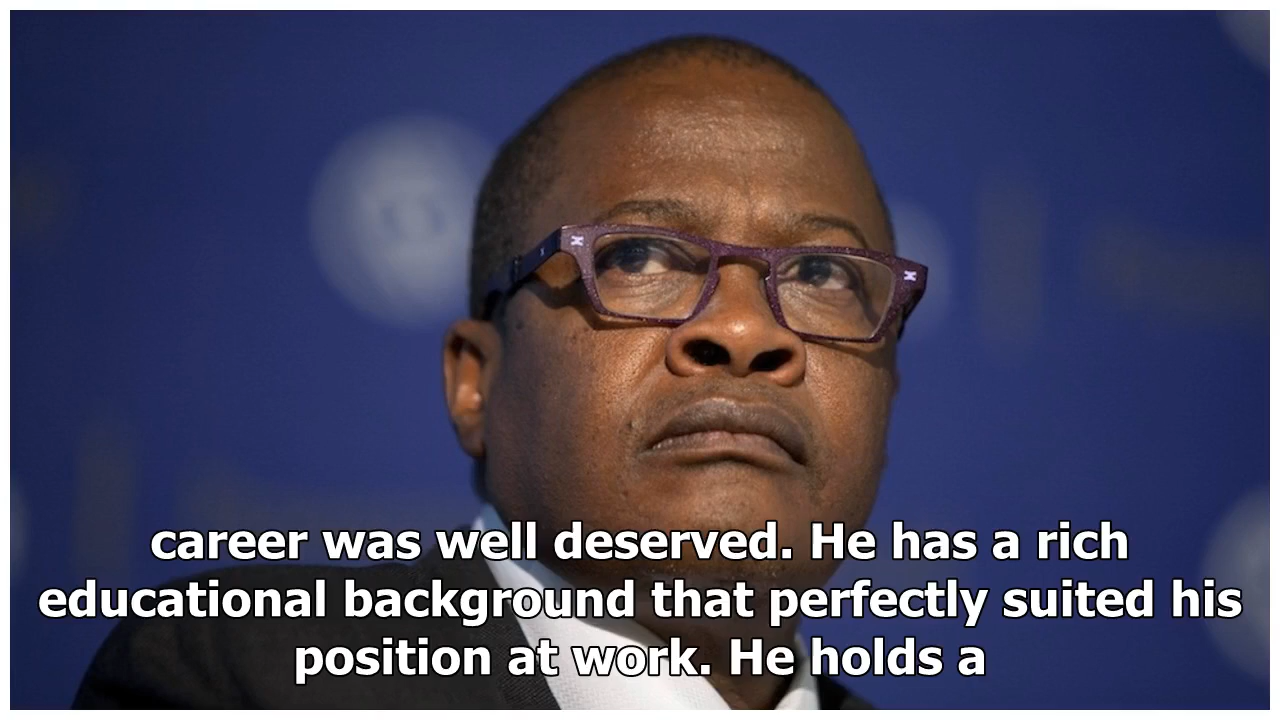 career was well deserved. He has a rich
educational background that perfectly suited his
position at work. He holds a